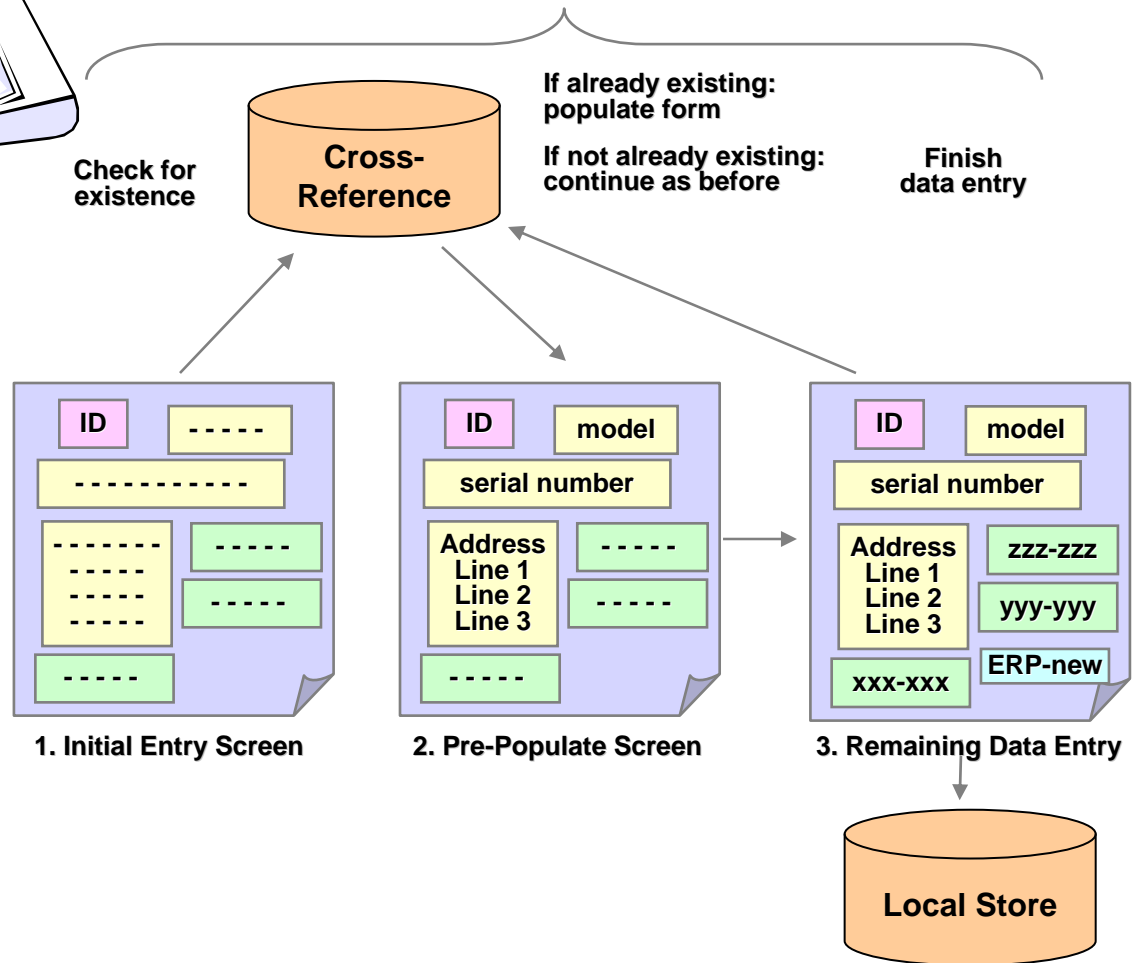 If already existing:
populate form
Check for
existence
Cross-
Reference
If not already existing:
continue as before
Finish
data entry
ID
- - - - -
- - - - - - - - - - -
- - - - - - -
- - - - -
- - - - -
- - - - -
- - - - -
- - - - -
- - - - -
1. Initial Entry Screen
ID
model
serial number
Address
Line 1
Line 2
Line 3
- - - - -
- - - - -
- - - - -
2. Pre-Populate Screen
ID
model
serial number
Address
Line 1
Line 2
Line 3
zzz-zzz
yyy-yyy
xxx-xxx
ERP-new
3. Remaining Data Entry
Local Store